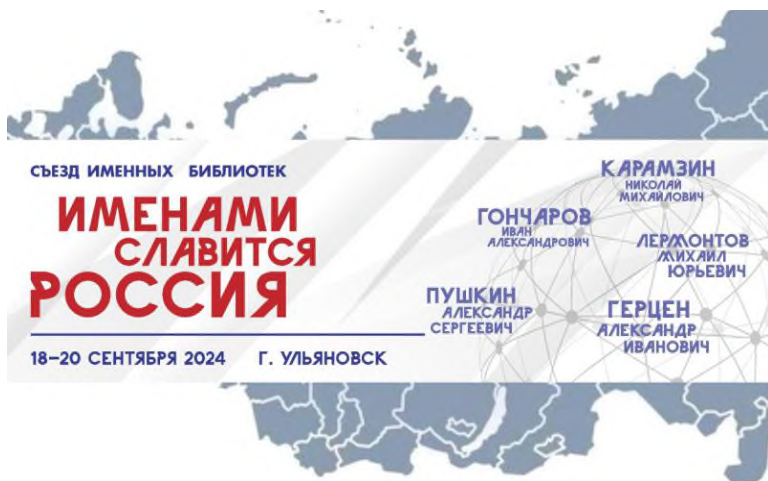 СЪЕЗД ИМЕННЫХ БИБЛИОТЕК
ИМЕНАМИ
СЛАВИТСЯ
РОССИЯ
18–20 СЕНТЯБРЯ 2024 Г. УЛЬЯНОВСК
КАРАМЗИН
НИКОЛАЙ
МИХАЙЛОВИЧ
ГОНЧАРОВ
ИВАН
АЛЕКСАНДРОВИЧ
ЛЕРМОНТОВ
МИХАИЛ
ЮРЬЕВИЧ
ПУШКИН
АЛЕКСАНДР
СЕРГЕЕВИЧ
ГЕРЦЕН
АЛЕКСАНДР
ИВАНОВИЧ